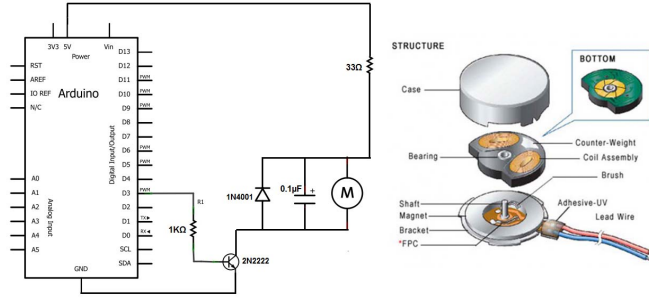 3V3
5V
Vin
Power
RST
AREF
IO REF
N/C
Arduino
D13
D12
D11
PWM
D10
PWM
D9
PWM
D8
D7
D6
PWM
D5
PWM
D4
D3
PWM
D2
D1
TX▶
D0
RX◀
SCL
SDA
Digital Input/Output
A0
A1
A2
A3
A4
A5
Analog Input
GND
R1
1KΩ
2N2222
1N4001
0.1µF
+
M
33Ω
STRUCTURE
BOTTOM
Case
Counter-Weight
Bearing
Coil Assembly
Brush
Shaft
Adhesive-UV
Magnet
Lead Wire
Bracket
*FPC